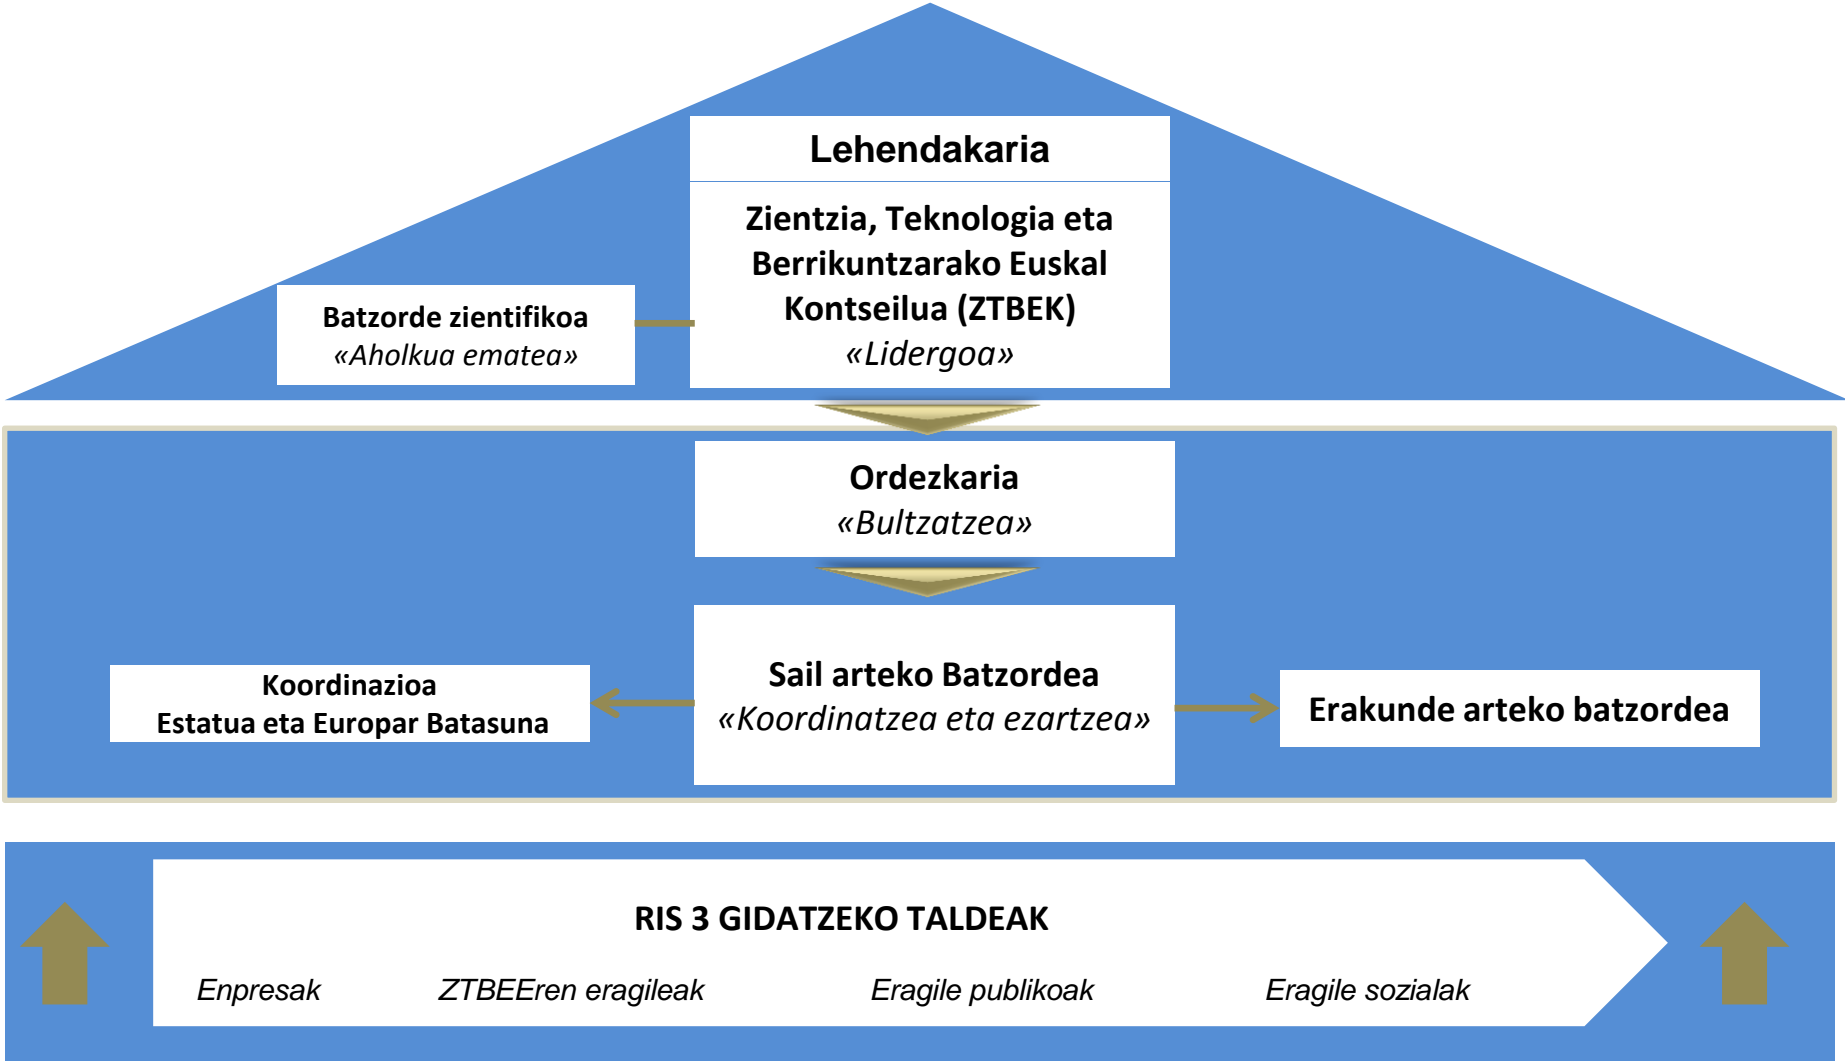 Lehendakaria
Zientzia, Teknologia eta
Berrikuntzarako Euskal
Kontseilua (ZTBEK)
«Lidergoa»
Batzorde zientifikoa
«Aholkua ematea»
Ordezkaria
«Bultzatzea»
Sail arteko Batzordea
«Koordinatzea eta ezartzea»
Koordinazioa
Estatua eta Europar Batasuna
Erakunde arteko batzordea
RIS 3 GIDATZEKO TALDEAK
Enpresak
ZTBEEren eragileak
Eragile publikoak
Eragile sozialak